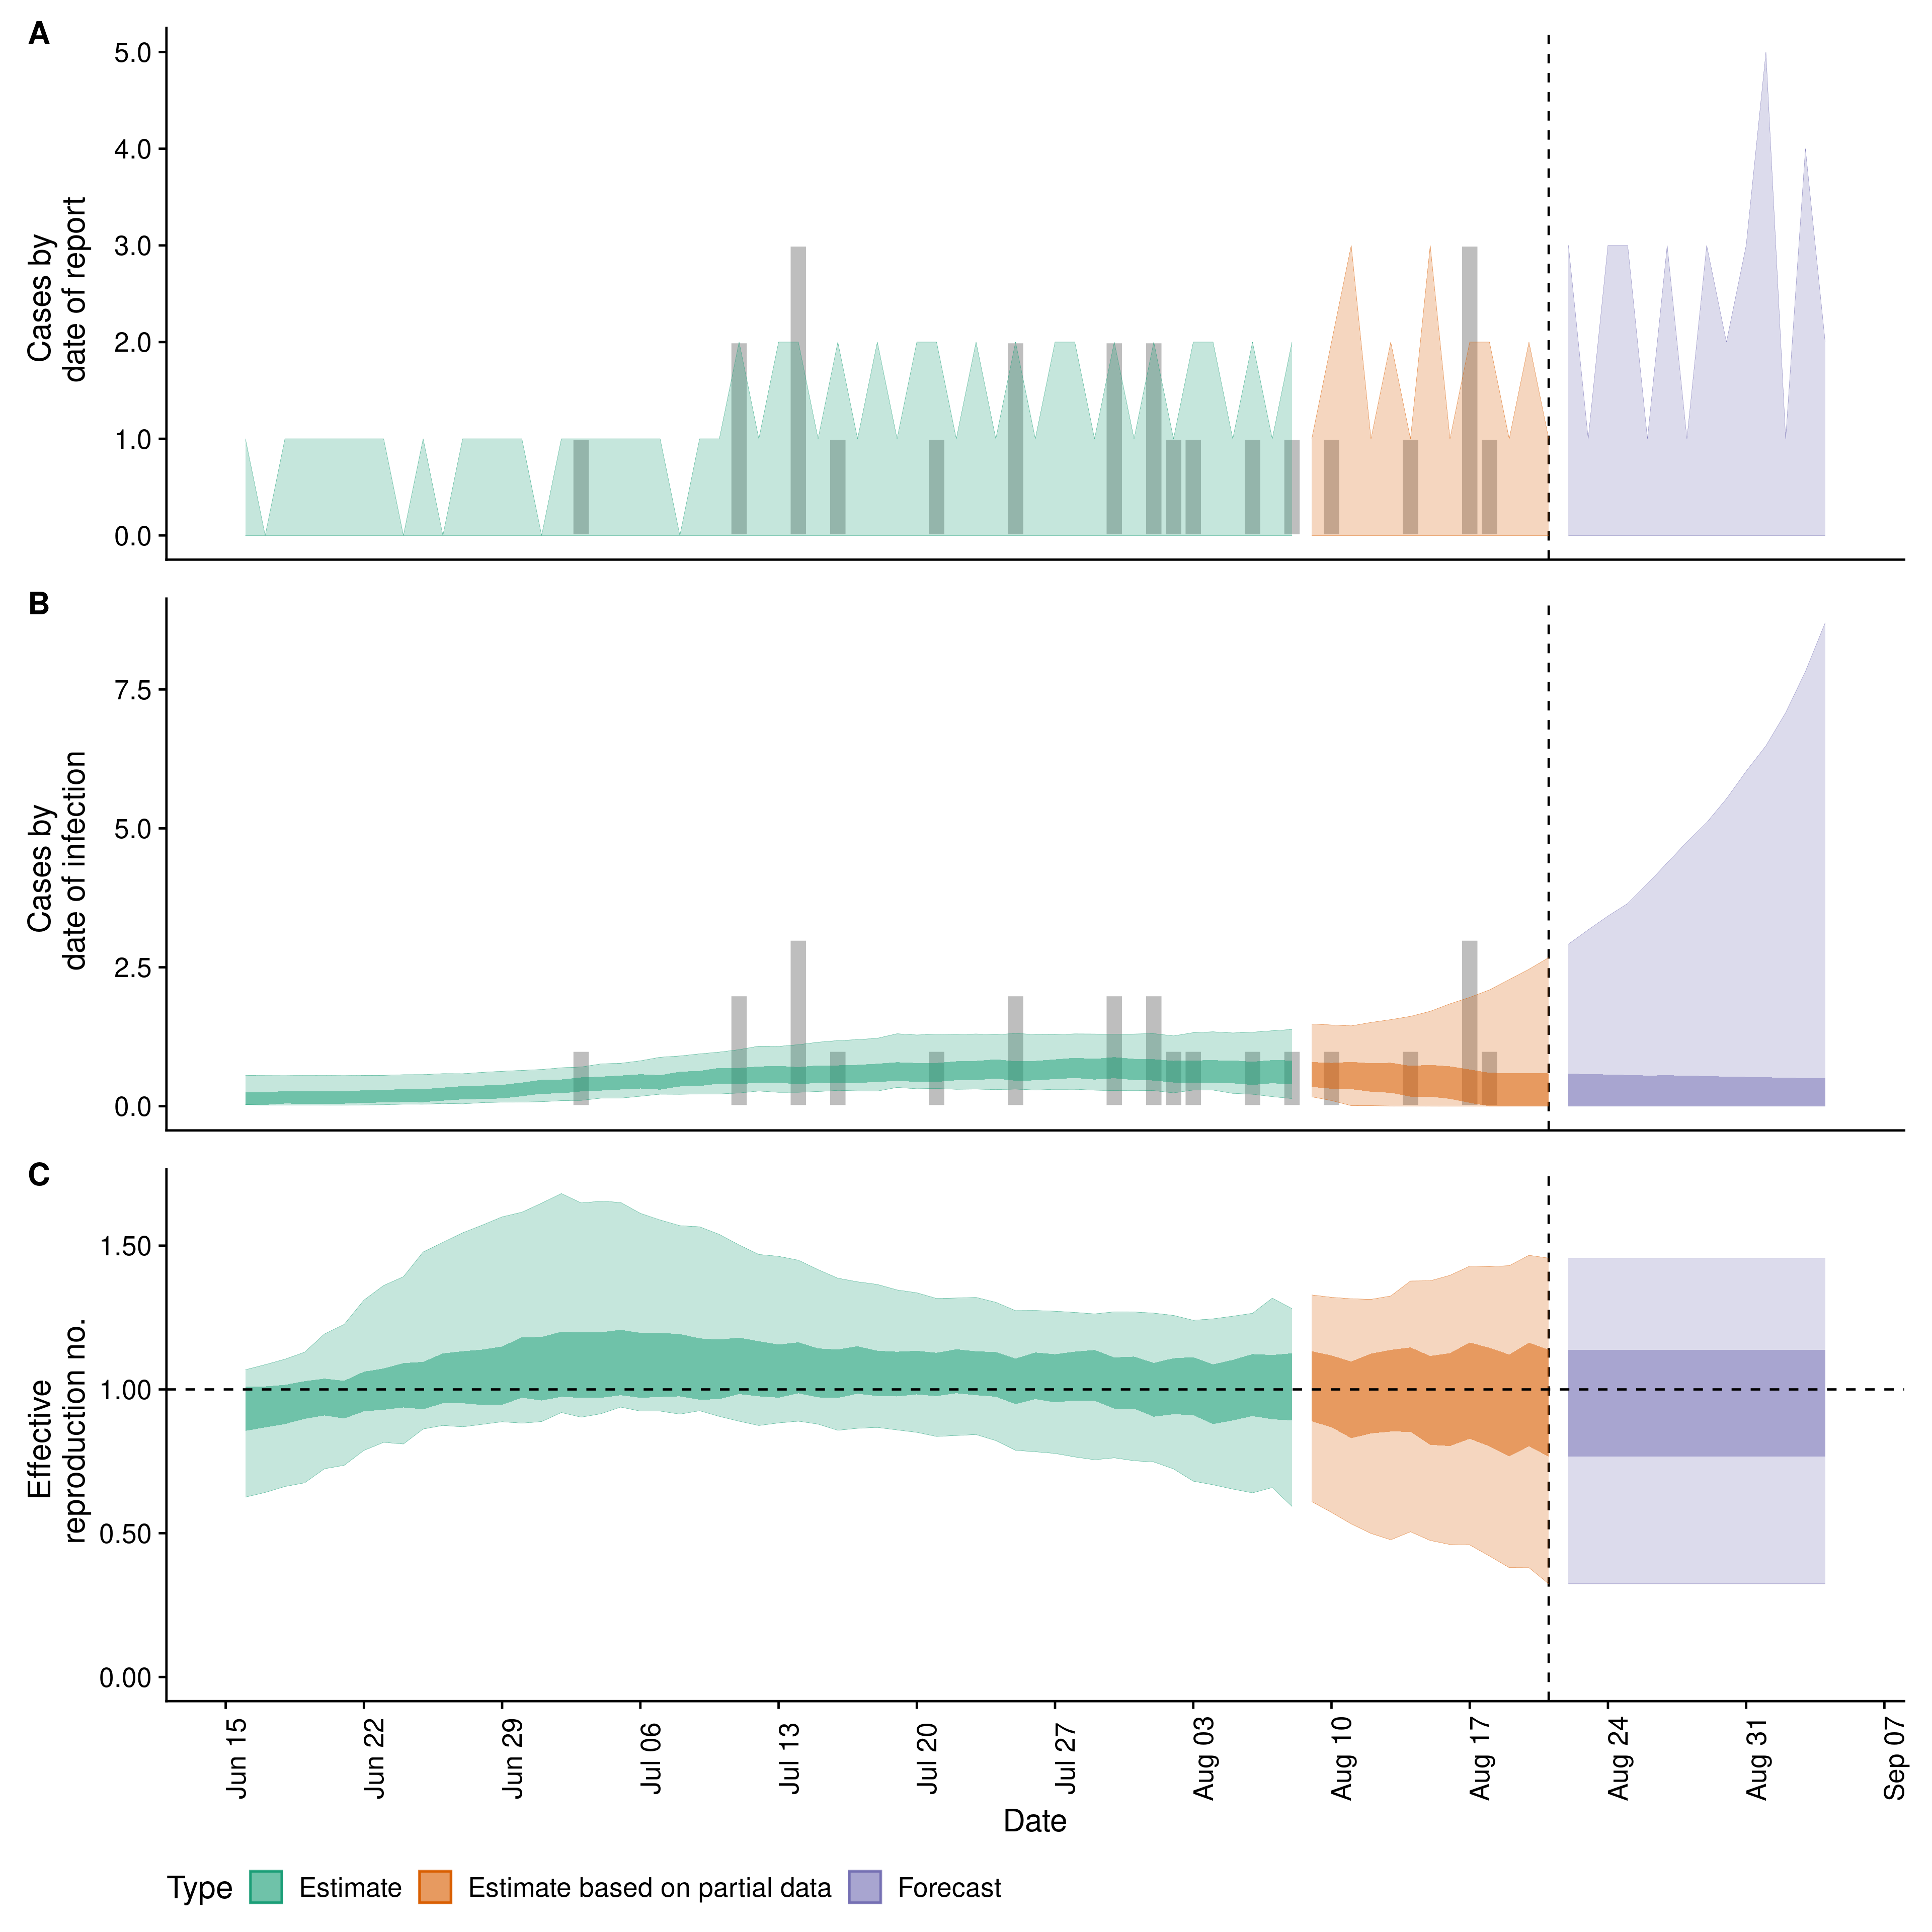 A
5.0
4.0
3.0
2.0
1.0
0.0
Cases by
date of report
B
7.5
5.0
2.5
0.0
Cases by
date of infection
C
1.50
1.00
0.50
0.00
Effective
reproduction no.
Jun 15
Jun 22
Jun 29
Jul 06
Jul 13
Jul 20
Jul 27
Aug 03
Aug 10
Aug 17
Aug 24
Aug 31
Sep 07
Date
Type Estimate Estimate based on partial data Forecast